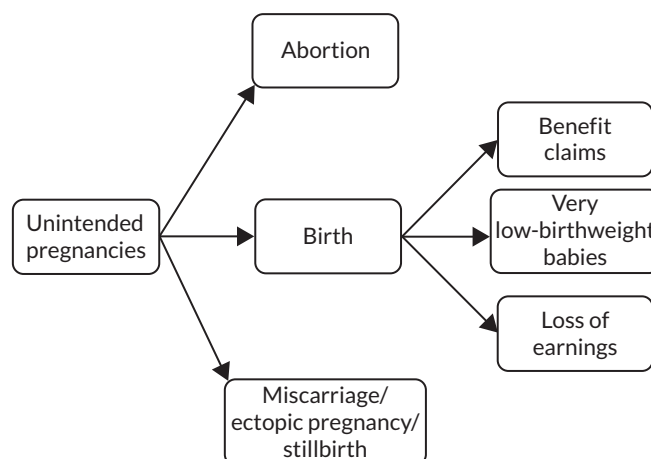 Abortion
Benefit
claims
Unintended
pregnancies
Birth
Very
low-birthweight
babies
Loss of
earnings
Miscarriage/
ectopic pregnancy/
stillbirth